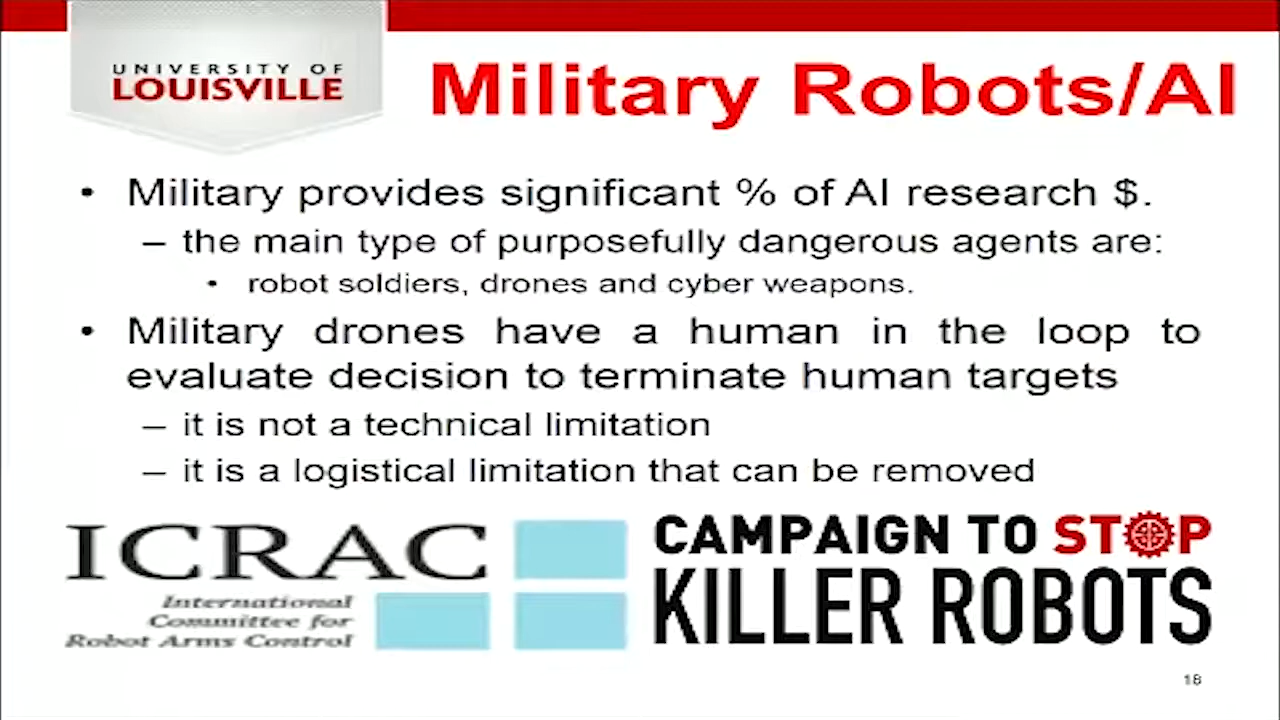 UNIVERSITY OF
LOUISVILLE
Military Robots/AI
• Military provides significant % of AI research $.
– the main type of purposefully dangerous agents are:
• robot soldiers, drones and cyber weapons.
• Military drones have a human in the loop to
evaluate decision to terminate human targets
– it is not a technical limitation
– it is a logistical limitation that can be removed
ICRAC
International
Committee for
Robot Arms Control
CAMPAIGN TO STOP
KILLER ROBOTS
18